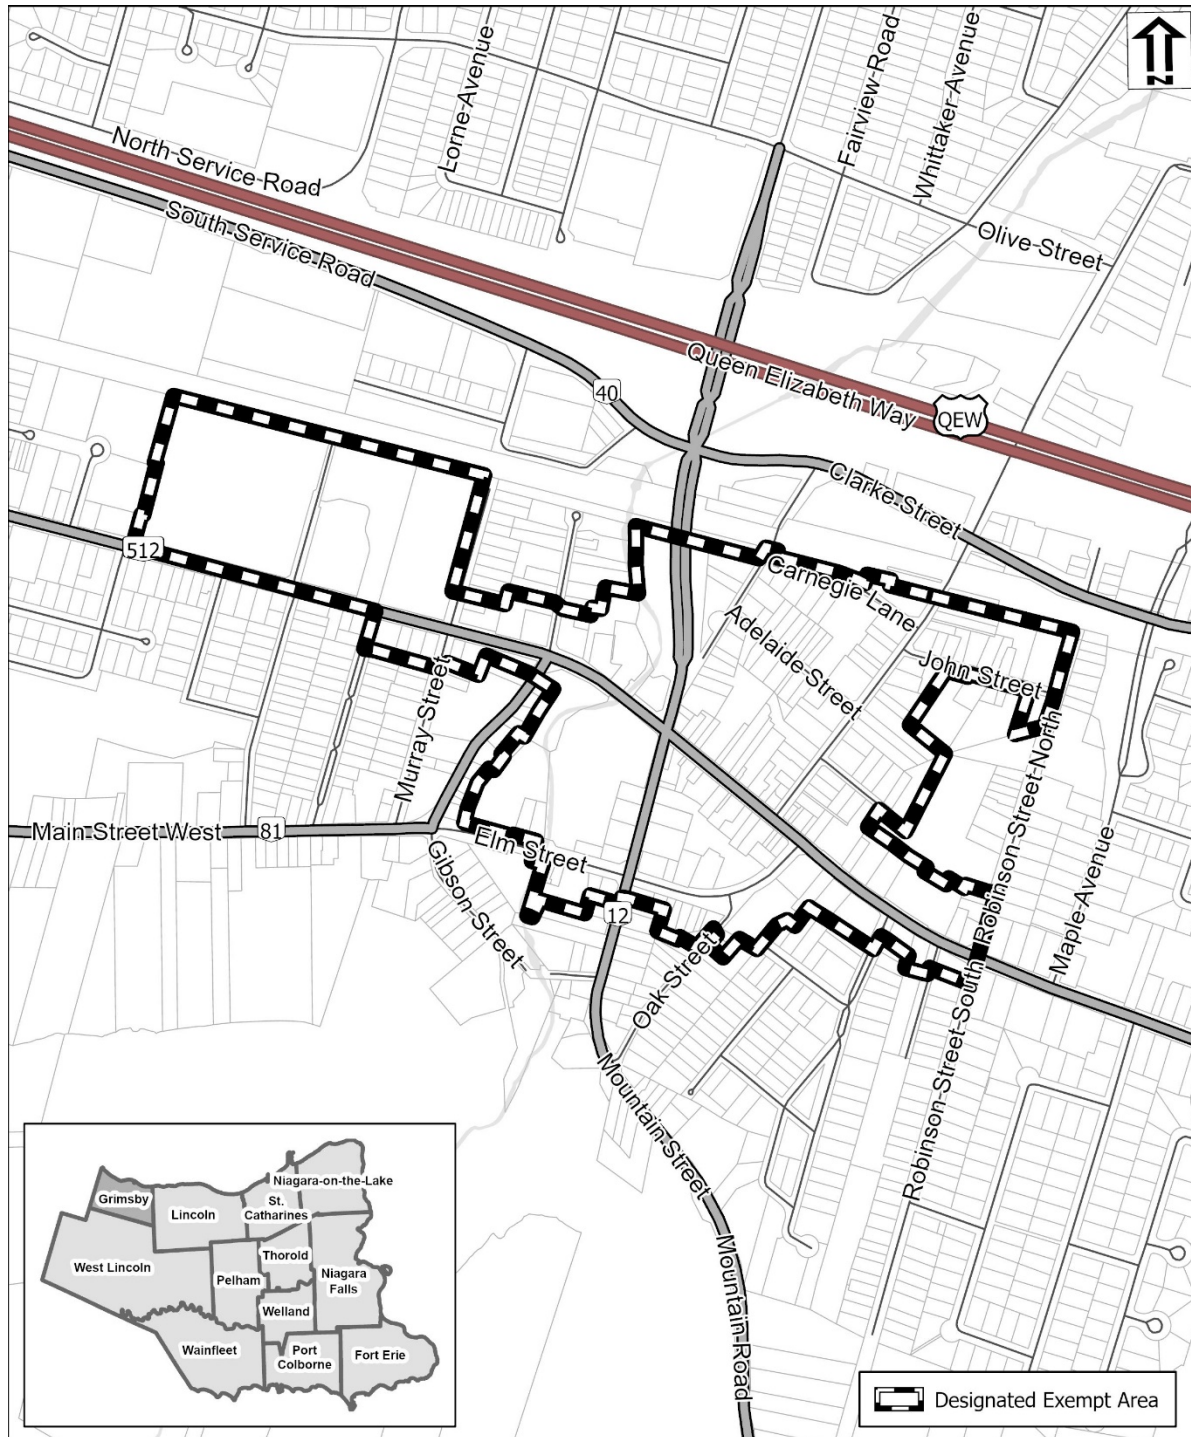 N
Lorne Avenue
Fairview Road
Whittaker Avenue
North Service Road
South Service Road
Olive Street
Queen Elizabeth Way
QEW
40
Clarke Street
512
Carnegie Lane
Adelaide Street
John Street
Murray Street
Main Street West
81
Elm Street
Gibson Street
12
Oak Street
Robinson Street North
Maple Avenue
Robinson Street South
Mountain Street
Mountain Road
Niagara-on-the-Lake
Grimsby
Lincoln
St.
Catharines
West Lincoln
Thorold
Pelham
Niagara
Falls
Welland
Wainfleet
Port
Colborne
Fort Erie
Designated Exempt Area